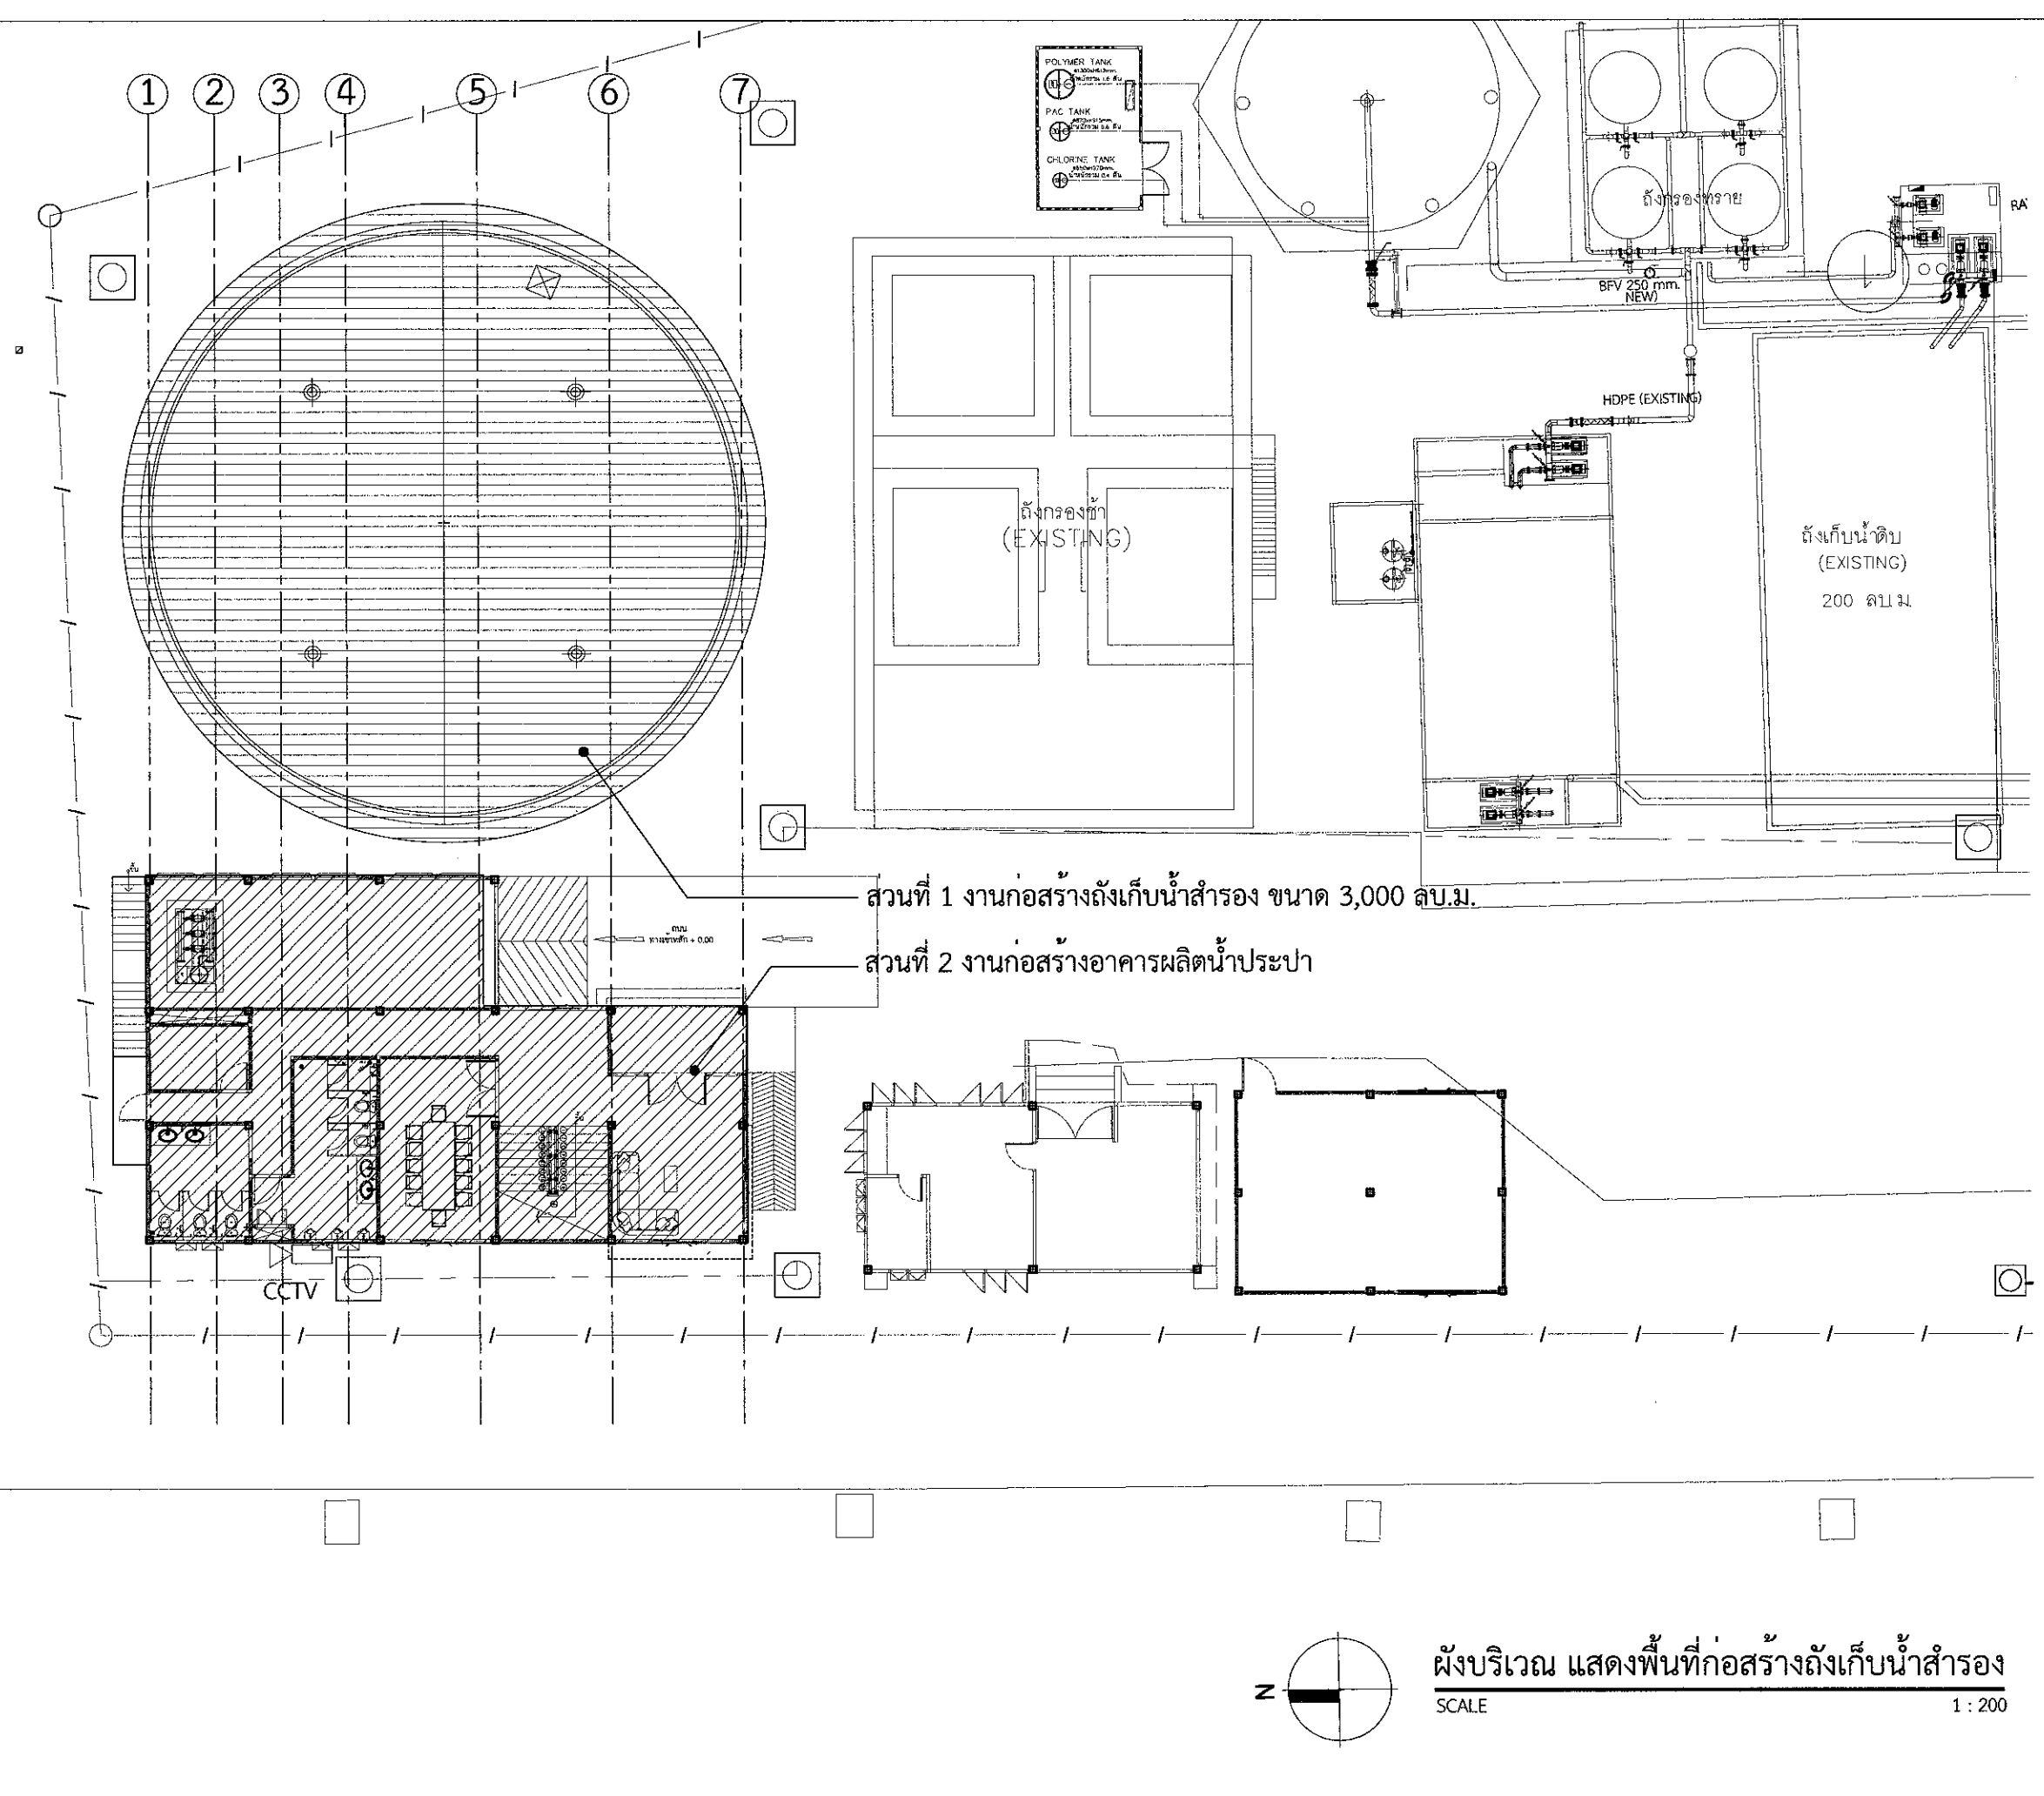 1 2 3 4 5 6 7
POLYMER TANK
PAC TANK
CHLORINE TANK
ถังกรองทราย
BFV 250 mm.
NEW)
HDPE (EXISTING)
ถังกรองช้า
(EXISTING)
ถังเก็บน้ำดิบ
(EXISTING)
200 ลบ.ม.
ส่วนที่ 1 งานก่อสร้างถังเก็บน้ำสำรอง ขนาด 3,000 ลบ.ม.
ถนน
ส่วนที่ 2 งานก่อสร้างอาคารผลิตน้ำประปา
CCTV
N
ผังบริเวณ แสดงพื้นที่ก่อสร้างถังเก็บน้ำสำรอง
SCALE 1 : 200